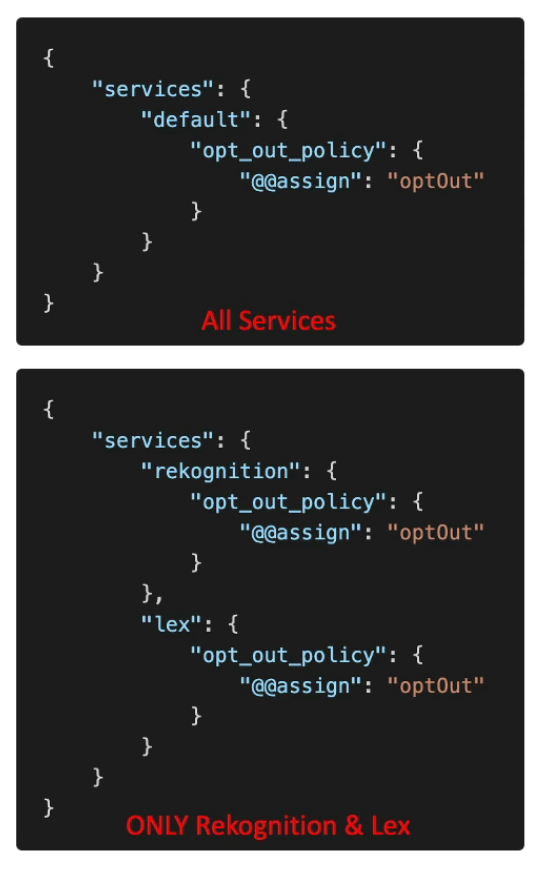 {
    "services": {
        "default": {
            "opt_out_policy": {
                "@@assign": "optOut"
            }
        }
    }
}
All Services
{
    "services": {
        "rekognition": {
            "opt_out_policy": {
                "@@assign": "optOut"
            }
        },
        "lex": {
            "opt_out_policy": {
                "@@assign": "optOut"
            }
        }
    }
}
ONLY Rekognition & Lex